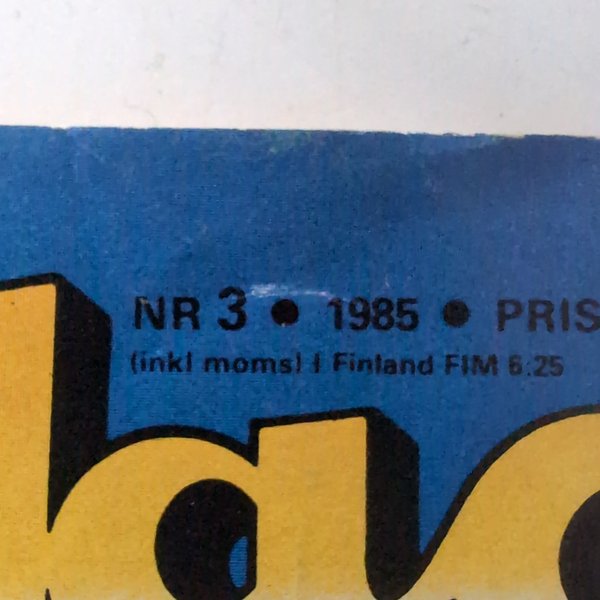 NR 3 ● 1985 ● PRIS
(inkl moms) I Finland FIM 6:25